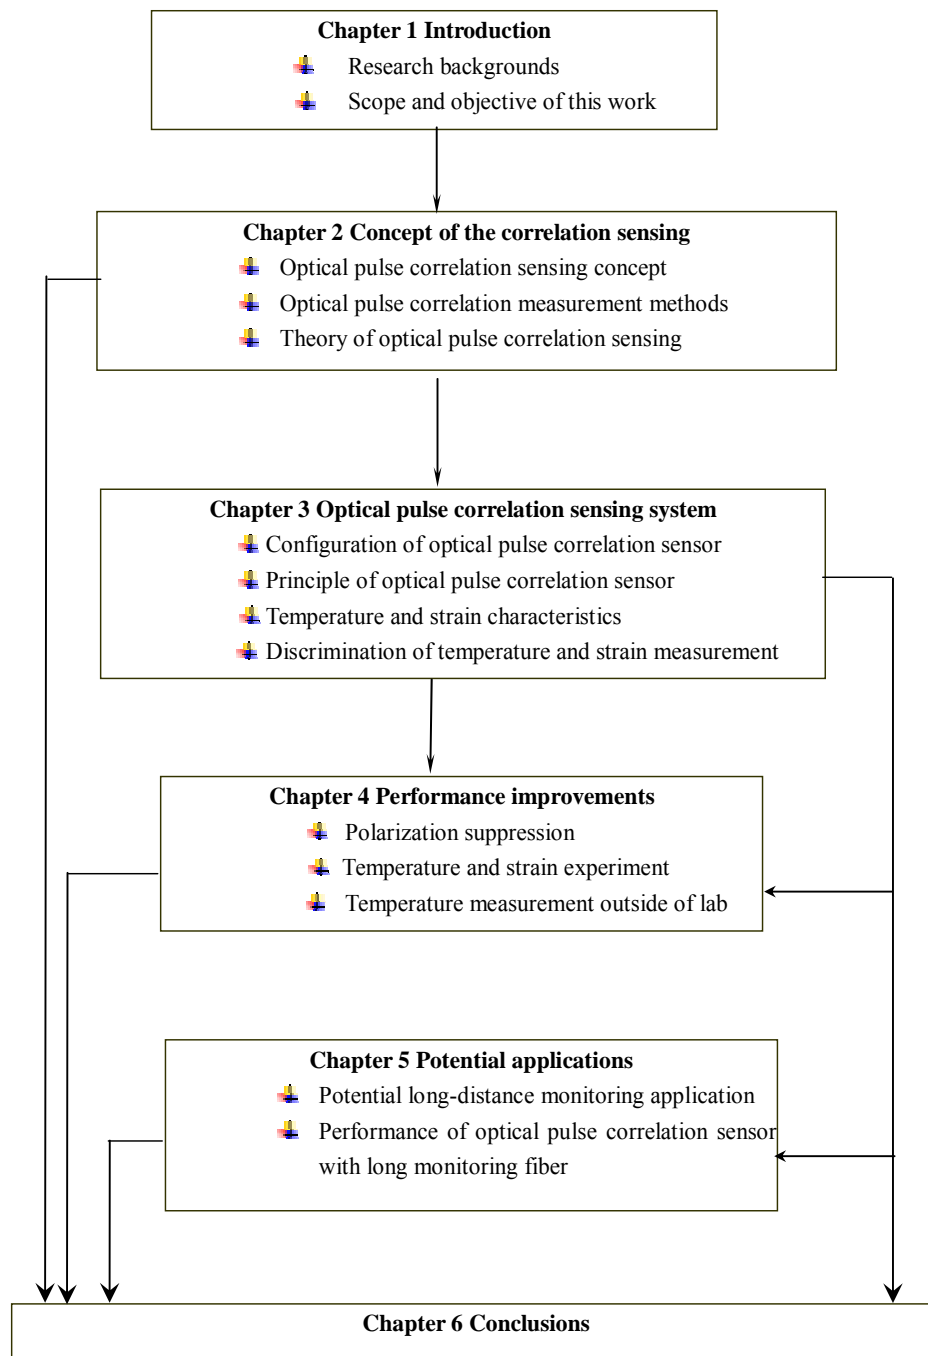 Chapter 1 Introduction
Research backgrounds
Scope and objective of this work
Chapter 2 Concept of the correlation sensing
Optical pulse correlation sensing concept
Optical pulse correlation measurement methods
Theory of optical pulse correlation sensing
Chapter 3 Optical pulse correlation sensing system
Configuration of optical pulse correlation sensor
Principle of optical pulse correlation sensor
Temperature and strain characteristics
Discrimination of temperature and strain measurement
Chapter 4 Performance improvements
Polarization suppression
Temperature and strain experiment
Temperature measurement outside of lab
Chapter 5 Potential applications
Potential long-distance monitoring application
Performance of optical pulse correlation sensor
with long monitoring fiber
Chapter 6 Conclusions